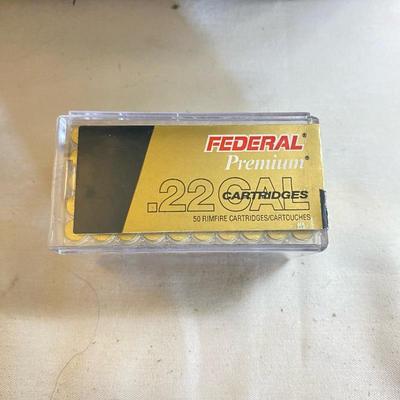 FEDERAL®
Premium®
.22 CAL
CARTRIDGES
50 RIMFIRE CARTRIDGES/CARTOUCHES